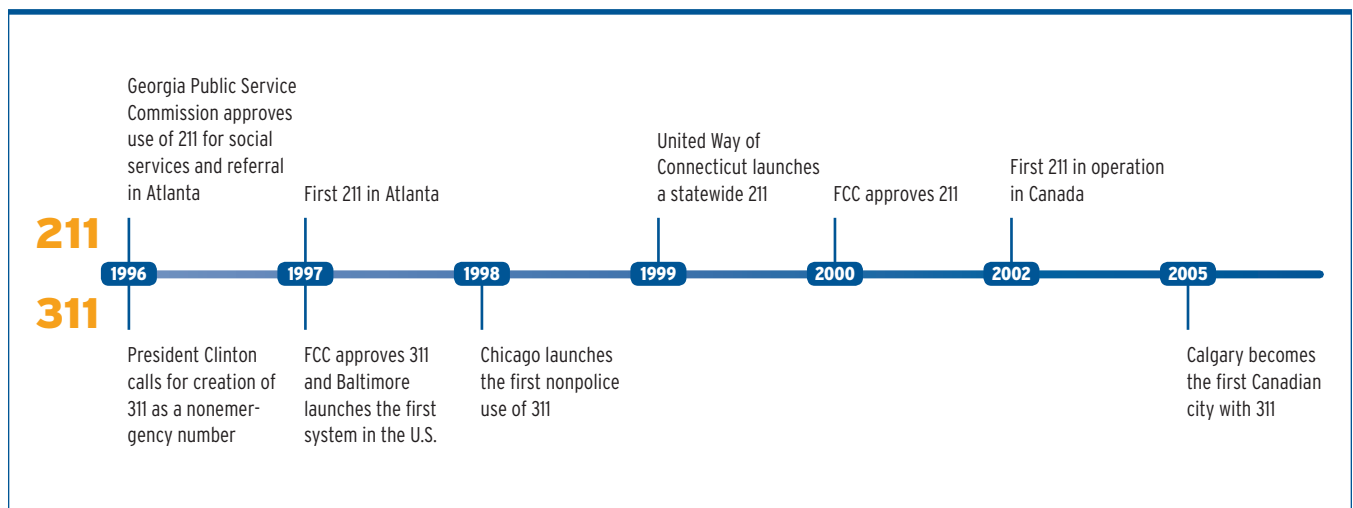 Georgia Public Service
Commission approves
use of 211 for social
services and referral
in Atlanta
First 211 in Atlanta
United Way of
Connecticut launches
a statewide 211
FCC approves 211
First 211 in operation
in Canada
211
1996
1997
1998
1999
2000
2002
2005
311
President Clinton
calls for creation of
311 as a nonemer-
gency number
FCC approves 311
and Baltimore
launches the first
system in the U.S.
Chicago launches
the first nonpolice
use of 311
Calgary becomes
the first Canadian
city with 311